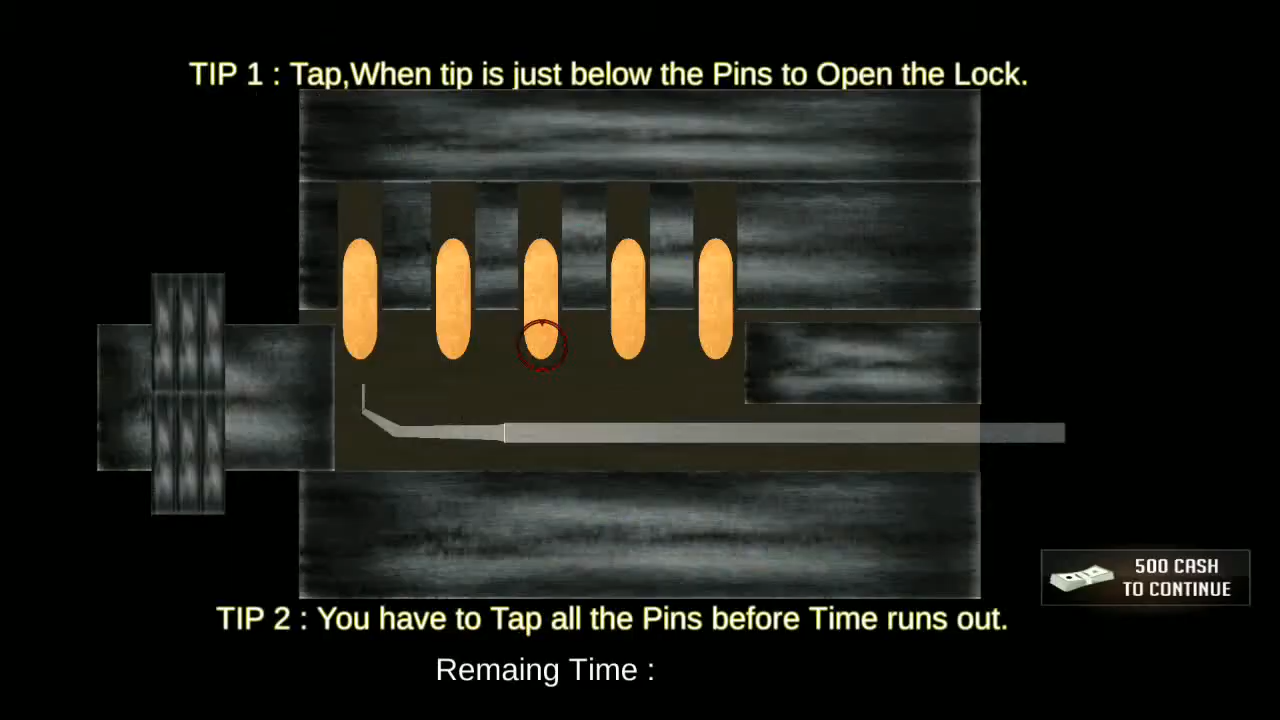 TIP 1 : Tap,When tip is just below the Pins to Open the Lock.
500 CASH
TO CONTINUE
TIP 2 : You have to Tap all the Pins before Time runs out.
Remaing Time :